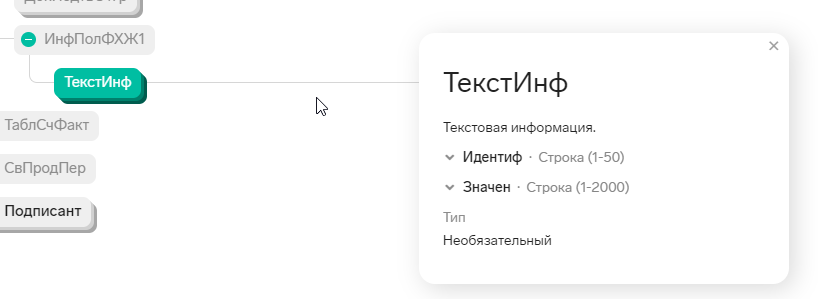 ИнфПолФХЖ1
ТекстИнф
ТаблСчФакт
СвПродПер
Подписант
ТекстИнф
Текстовая информация.
Идентиф · Строка (1-50)
Значен · Строка (1-2000)
Тип
Необязательный